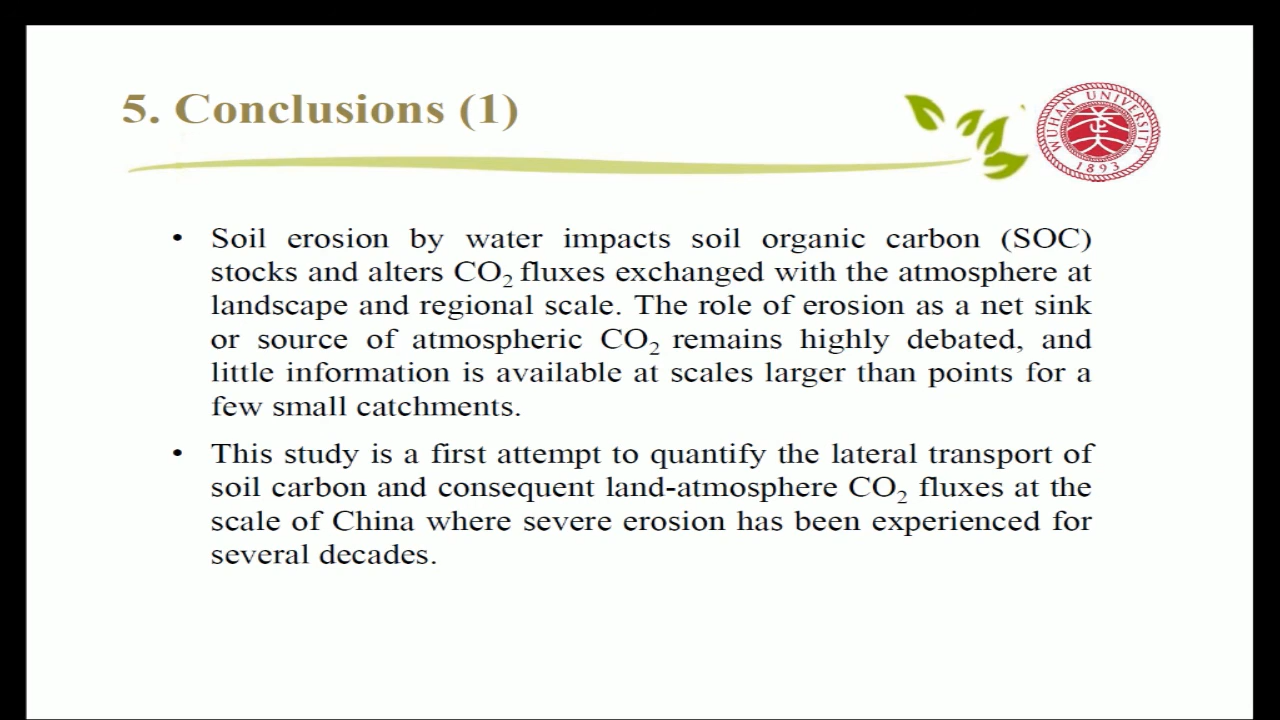 5. Conclusions (1)
WUHAN UNIVERSITY
1893
• Soil erosion by water impacts soil organic carbon (SOC)
stocks and alters CO₂ fluxes exchanged with the atmosphere at
landscape and regional scale. The role of erosion as a net sink
or source of atmospheric CO₂ remains highly debated, and
little information is available at scales larger than points for a
few small catchments.
• This study is a first attempt to quantify the lateral transport of
soil carbon and consequent land-atmosphere CO₂ fluxes at the
scale of China where severe erosion has been experienced for
several decades.